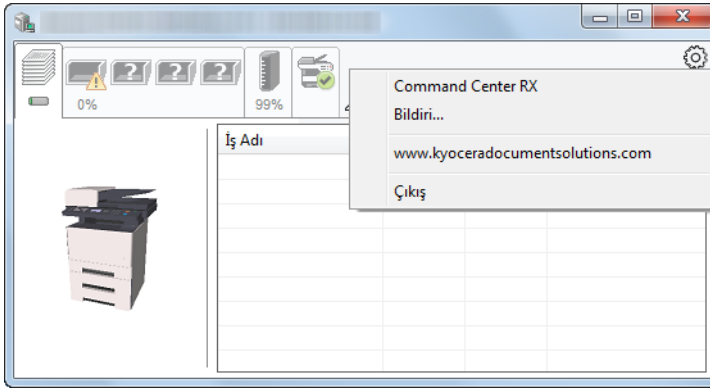 0%
99%
Command Center RX
Bildiri...
www.kyoceradocumentsolutions.com
Çıkış
İş Adı